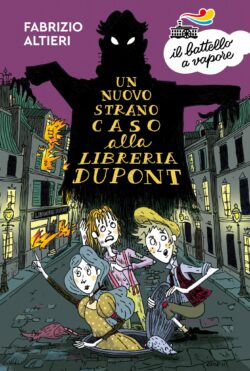 FABRIZIO
ALTIERI
il battello
a vapore
UN
NUOVO
STRANO
CASO alla
LIBRERIA
DUPONT